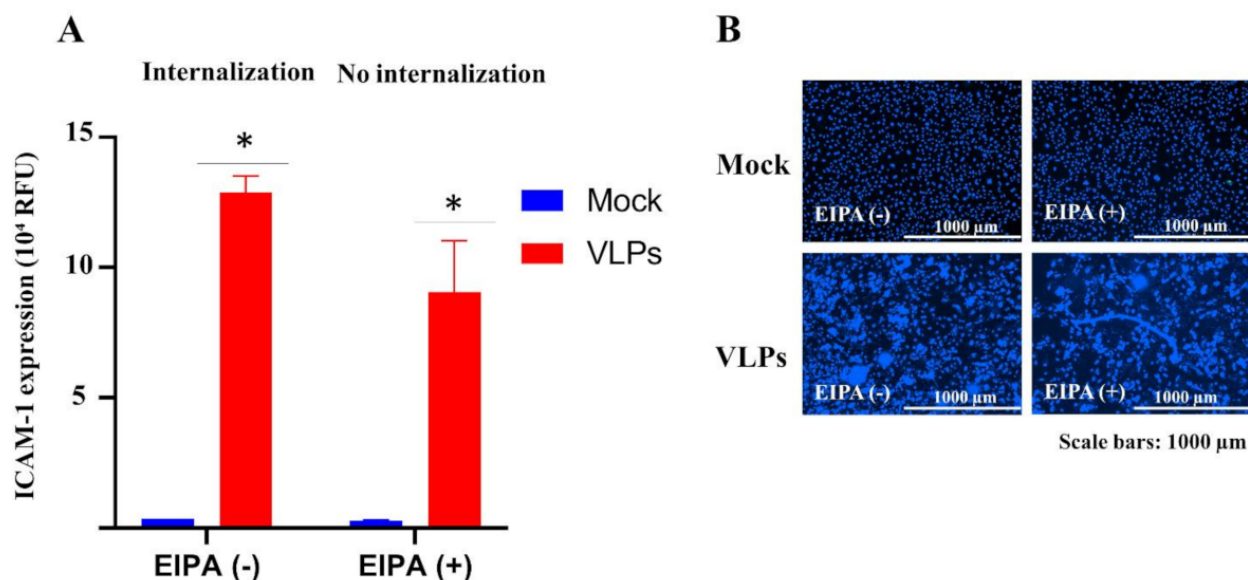 A
Internalization
No internalization
ICAM-1 expression (10⁴ RFU)
15
10
5
*
*
Mock
VLPs
EIPA (-)
EIPA (+)
B
Mock
EIPA (-)
1000 µm
EIPA (+)
1000 µm
VLPs
EIPA (-)
1000 µm
EIPA (+)
1000 µm
Scale bars: 1000 µm